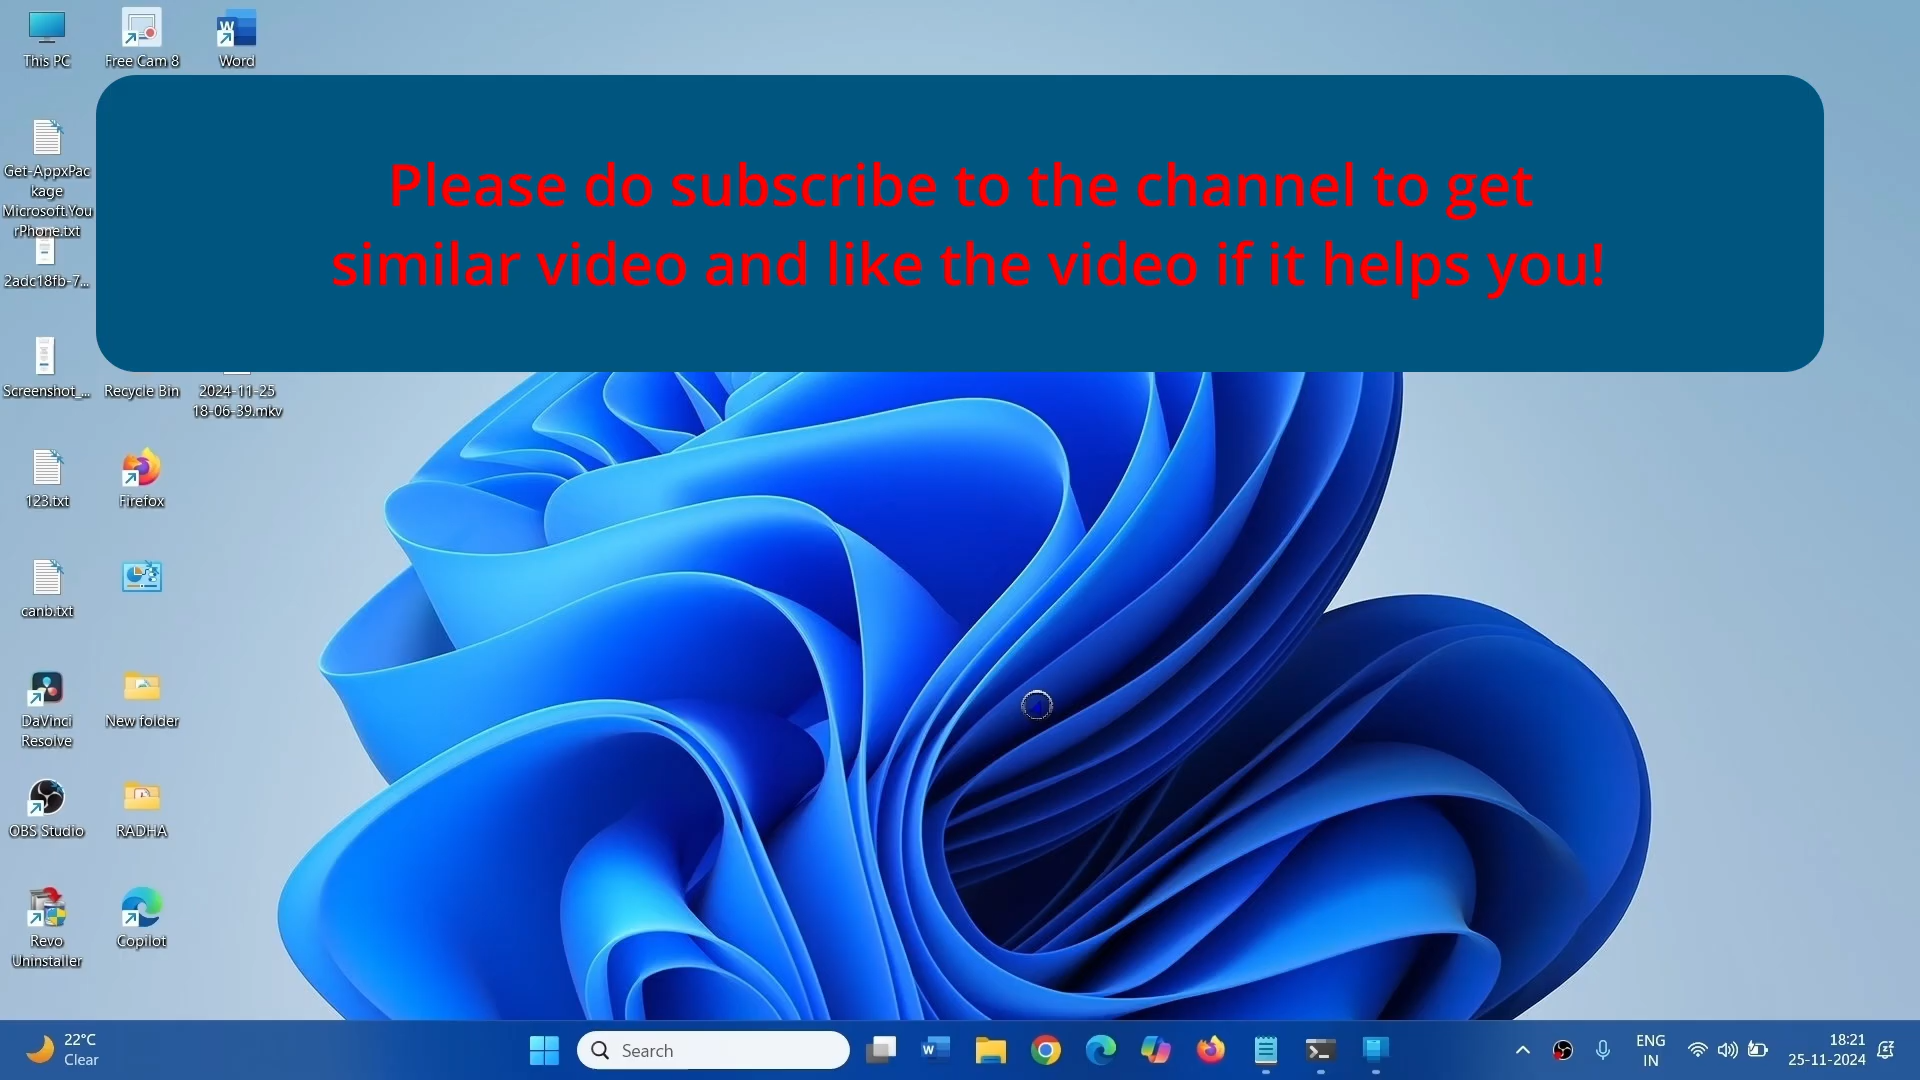 This PC
Free Cam 8
Word
Please do subscribe to the channel to get
similar video and like the video if it helps you!
Get-AppxPac
kage
Microsoft.You
rPhone.txt
2adc18fb-7...
Screenshot_...
Recycle Bin
2024-11-25
18-06-39.mkv
123.txt
Firefox
canb.txt
DaVinci
Resolve
New folder
OBS Studio
RADHA
Revo
Uninstaller
Copilot
22°C
Clear
Search
ENG
IN
18:21
25-11-2024